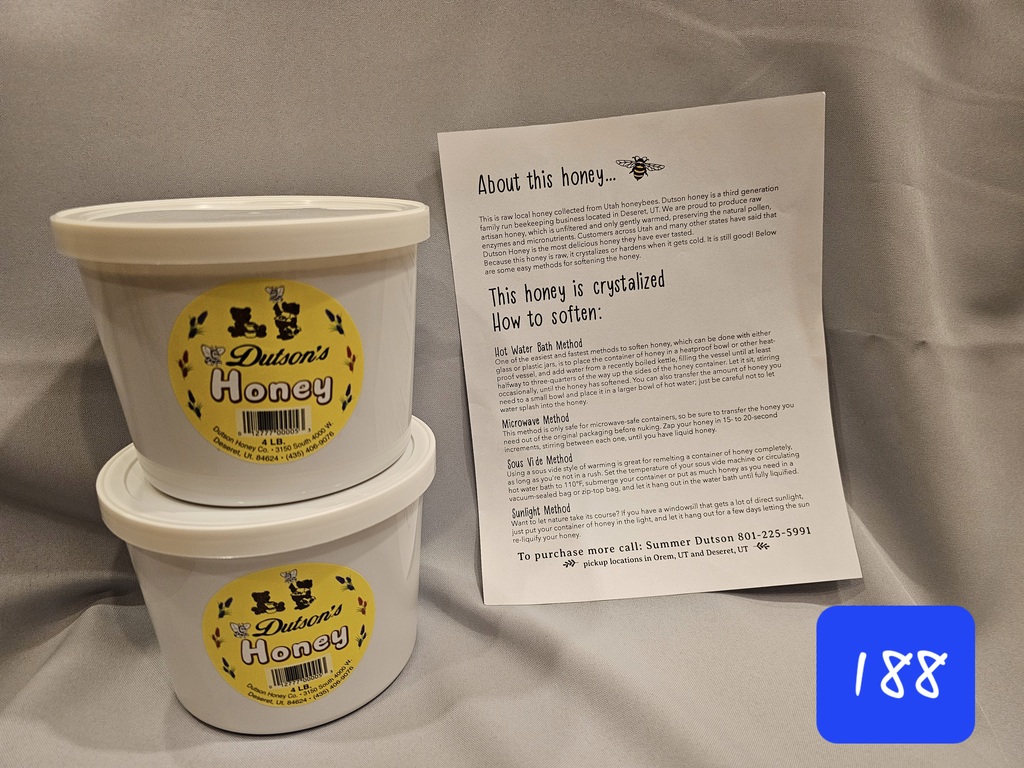 Dutson's
Honey
4 LB.
Dutson Honey Co. • 3150 South 4000 W.
Deseret, Ut. 84624 • (435) 406-9076
Dutson's
Honey
4 LB.
Dutson Honey Co. • 3150 South 4000 W.
Deseret, Ut. 84624 • (435) 406-9076
About this honey...
This is raw local honey collected from Utah honeybees. Dutson honey is a third generation
family run beekeeping business located in Deseret, UT. We are proud to produce raw
artisan honey, which is unfiltered and only gently warmed, preserving the natural pollen,
enzymes and micronutrients. Customers across Utah and many other states have said that
Dutson Honey is the most delicious honey they have ever tasted.
Because this honey is raw, it crystalizes or hardens when it gets cold. It is still good! Below
are some easy methods for softening the honey.
This honey is crystalized
How to soften:
Hot Water Bath Method
One of the easiest and fastest methods to soften honey, which can be done with either
glass or plastic jars, is to place the container of honey in a heatproof bowl or other heat-
proof vessel, and add water from a recently boiled kettle, filling the vessel until at least
halfway to three-quarters of the way up the sides of the honey container. Let it sit, stirring
occasionally, until the honey has softened. You can also transfer the amount of honey you
need to a small bowl and place it in a larger bowl of hot water; just be careful not to let
water splash into the honey.
Microwave Method
This method is only safe for microwave-safe containers, so be sure to transfer the honey you
need out of the original packaging before nuking. Zap your honey in 15- to 20-second
increments, stirring between each one, until you have liquid honey.
Sous Vide Method
Using a sous vide style of warming is great for remelting a container of honey completely,
as long as you're not in a rush. Set the temperature of your sous vide machine or circulating
hot water bath to 110°F, submerge your container or put as much honey as you need in a
vacuum-sealed bag or zip-top bag, and let it hang out in the water bath until fully liquified.
Sunlight Method
Want to let nature take its course? If you have a windowsill that gets a lot of direct sunlight,
just put your container of honey in the light, and let it hang out for a few days letting the sun
re-liquify your honey.
To purchase more call: Summer Dutson 801-225-5991
pickup locations in Orem, UT and Deseret, UT
188